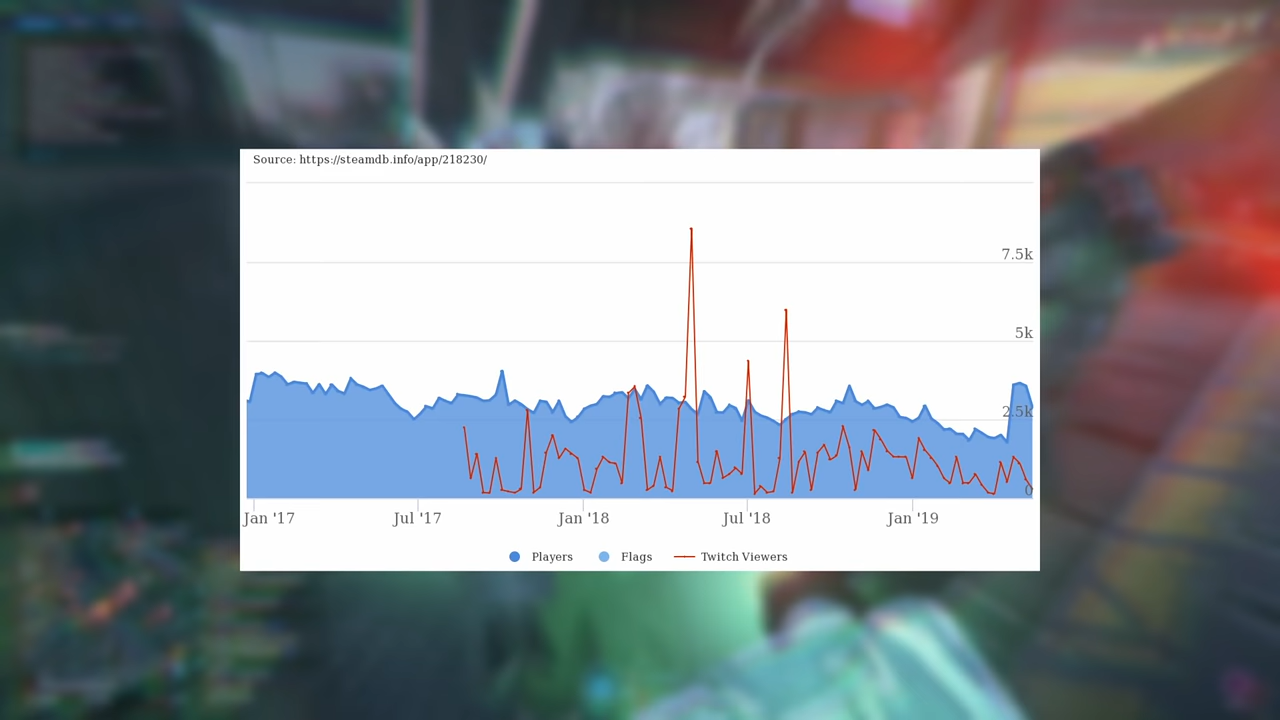 Source: https://steamdb.info/app/218230/
7.5k
5k
2.5k
0
Jan '17 Jul '17 Jan '18 Jul '18 Jan '19
Players Flags Twitch Viewers